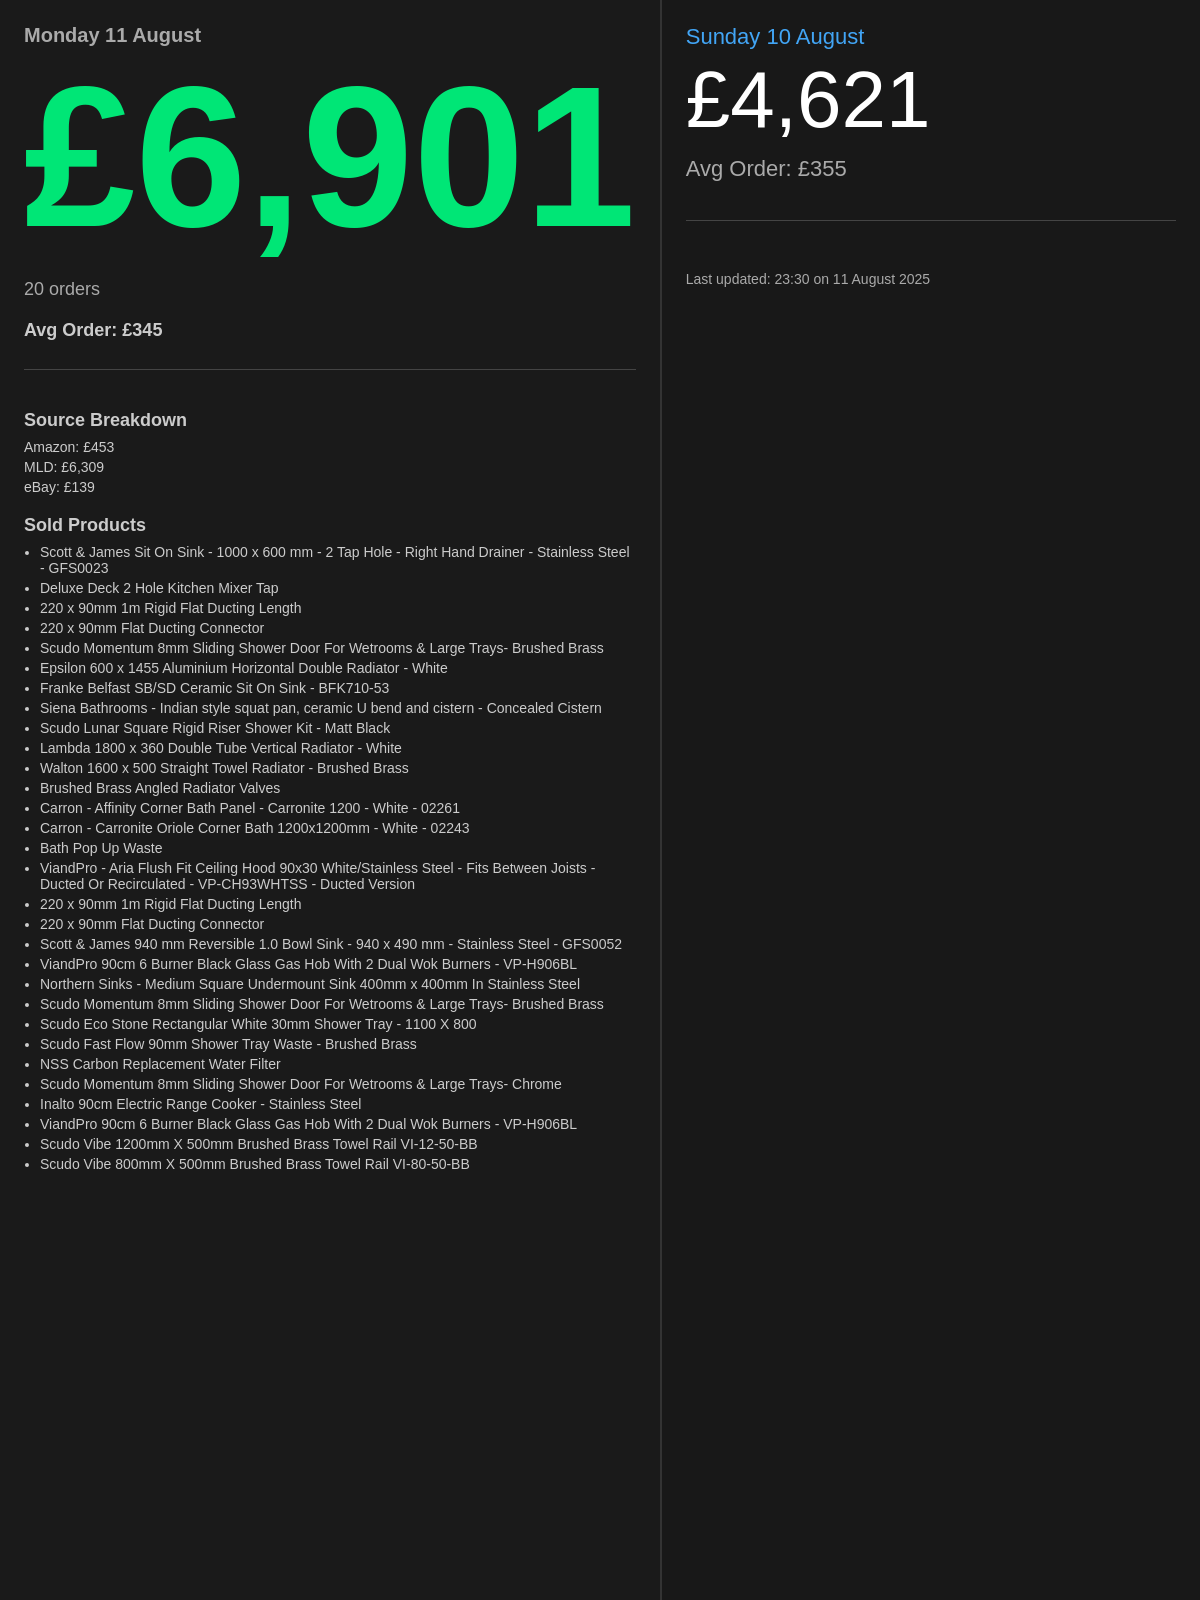 Monday 11 August
£6,901
20 orders
Avg Order: £345
Source Breakdown
Amazon: £453
MLD: £6,309
eBay: £139
Sold Products
• Scott & James Sit On Sink - 1000 x 600 mm - 2 Tap Hole - Right Hand Drainer - Stainless Steel
- GFS0023
• Deluxe Deck 2 Hole Kitchen Mixer Tap
• 220 x 90mm 1m Rigid Flat Ducting Length
• 220 x 90mm Flat Ducting Connector
• Scudo Momentum 8mm Sliding Shower Door For Wetrooms & Large Trays- Brushed Brass
• Epsilon 600 x 1455 Aluminium Horizontal Double Radiator - White
• Franke Belfast SB/SD Ceramic Sit On Sink - BFK710-53
• Siena Bathrooms - Indian style squat pan, ceramic U bend and cistern - Concealed Cistern
• Scudo Lunar Square Rigid Riser Shower Kit - Matt Black
• Lambda 1800 x 360 Double Tube Vertical Radiator - White
• Walton 1600 x 500 Straight Towel Radiator - Brushed Brass
• Brushed Brass Angled Radiator Valves
• Carron - Affinity Corner Bath Panel - Carronite 1200 - White - 02261
• Carron - Carronite Oriole Corner Bath 1200x1200mm - White - 02243
• Bath Pop Up Waste
• ViandPro - Aria Flush Fit Ceiling Hood 90x30 White/Stainless Steel - Fits Between Joists -
Ducted Or Recirculated - VP-CH93WHTSS - Ducted Version
• 220 x 90mm 1m Rigid Flat Ducting Length
• 220 x 90mm Flat Ducting Connector
• Scott & James 940 mm Reversible 1.0 Bowl Sink - 940 x 490 mm - Stainless Steel - GFS0052
• ViandPro 90cm 6 Burner Black Glass Gas Hob With 2 Dual Wok Burners - VP-H906BL
• Northern Sinks - Medium Square Undermount Sink 400mm x 400mm In Stainless Steel
• Scudo Momentum 8mm Sliding Shower Door For Wetrooms & Large Trays- Brushed Brass
• Scudo Eco Stone Rectangular White 30mm Shower Tray - 1100 X 800
• Scudo Fast Flow 90mm Shower Tray Waste - Brushed Brass
• NSS Carbon Replacement Water Filter
• Scudo Momentum 8mm Sliding Shower Door For Wetrooms & Large Trays- Chrome
• Inalto 90cm Electric Range Cooker - Stainless Steel
• ViandPro 90cm 6 Burner Black Glass Gas Hob With 2 Dual Wok Burners - VP-H906BL
• Scudo Vibe 1200mm X 500mm Brushed Brass Towel Rail VI-12-50-BB
• Scudo Vibe 800mm X 500mm Brushed Brass Towel Rail VI-80-50-BB
Sunday 10 August
£4,621
Avg Order: £355
Last updated: 23:30 on 11 August 2025